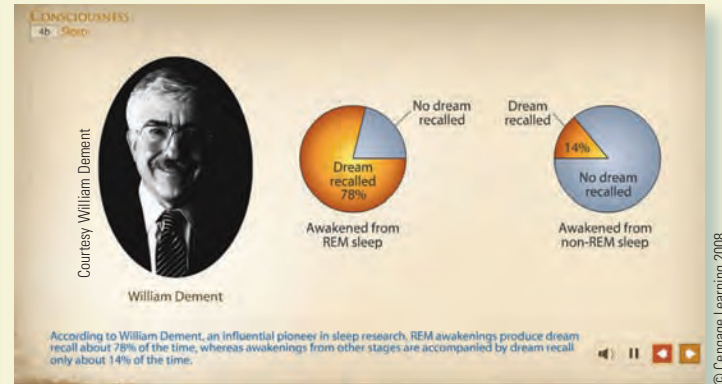 CONSCIOUSNESS
4b Sleep
Courtesy William Dement
William Dement
Dream
recalled
78%
No dream
recalled
Awakened from
REM sleep
Dream
recalled
14%
No dream
recalled
Awakened from
non-REM sleep
According to William Dement, an influential pioneer in sleep research, REM awakenings produce dream
recall about 78% of the time, whereas awakenings from other stages are accompanied by dream recall
only about 14% of the time.
© Cengage Learning 2008